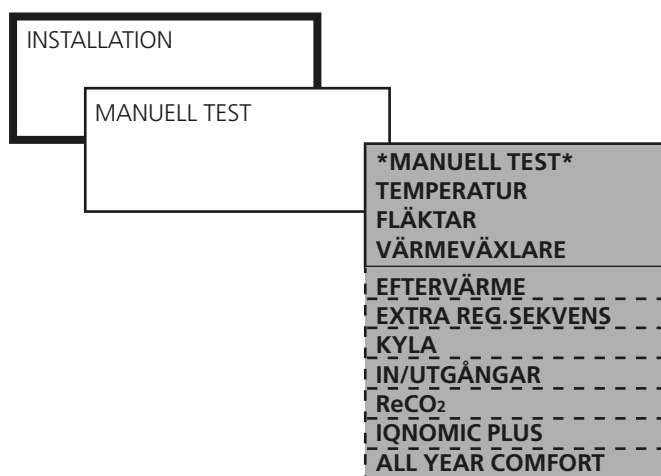 INSTALLATION
MANUELL TEST
*MANUELL TEST*
TEMPERATUR
FLÄKTAR
VÄRMEVÄXLARE
EFTERVÄRME
EXTRA REG.SEKVENS
KYLA
IN/UTGÅNGAR
ReCO₂
IQNOMIC PLUS
ALL YEAR COMFORT